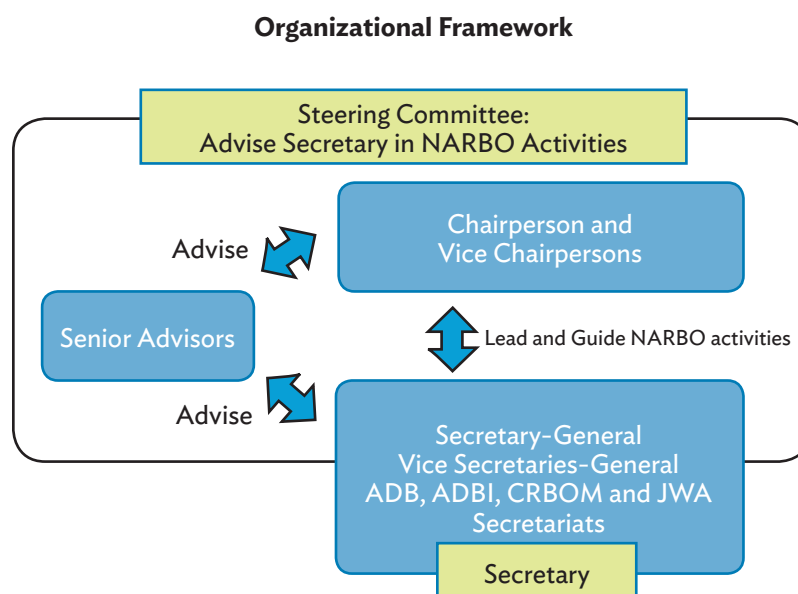 Organizational Framework
Steering Committee:
Advise Secretary in NARBO Activities
Chairperson and
Vice Chairpersons
Advise
Senior Advisors
Lead and Guide NARBO activities
Advise
Secretary-General
Vice Secretaries-General
ADB, ADBI, CRBOM and JWA
Secretariats
Secretary